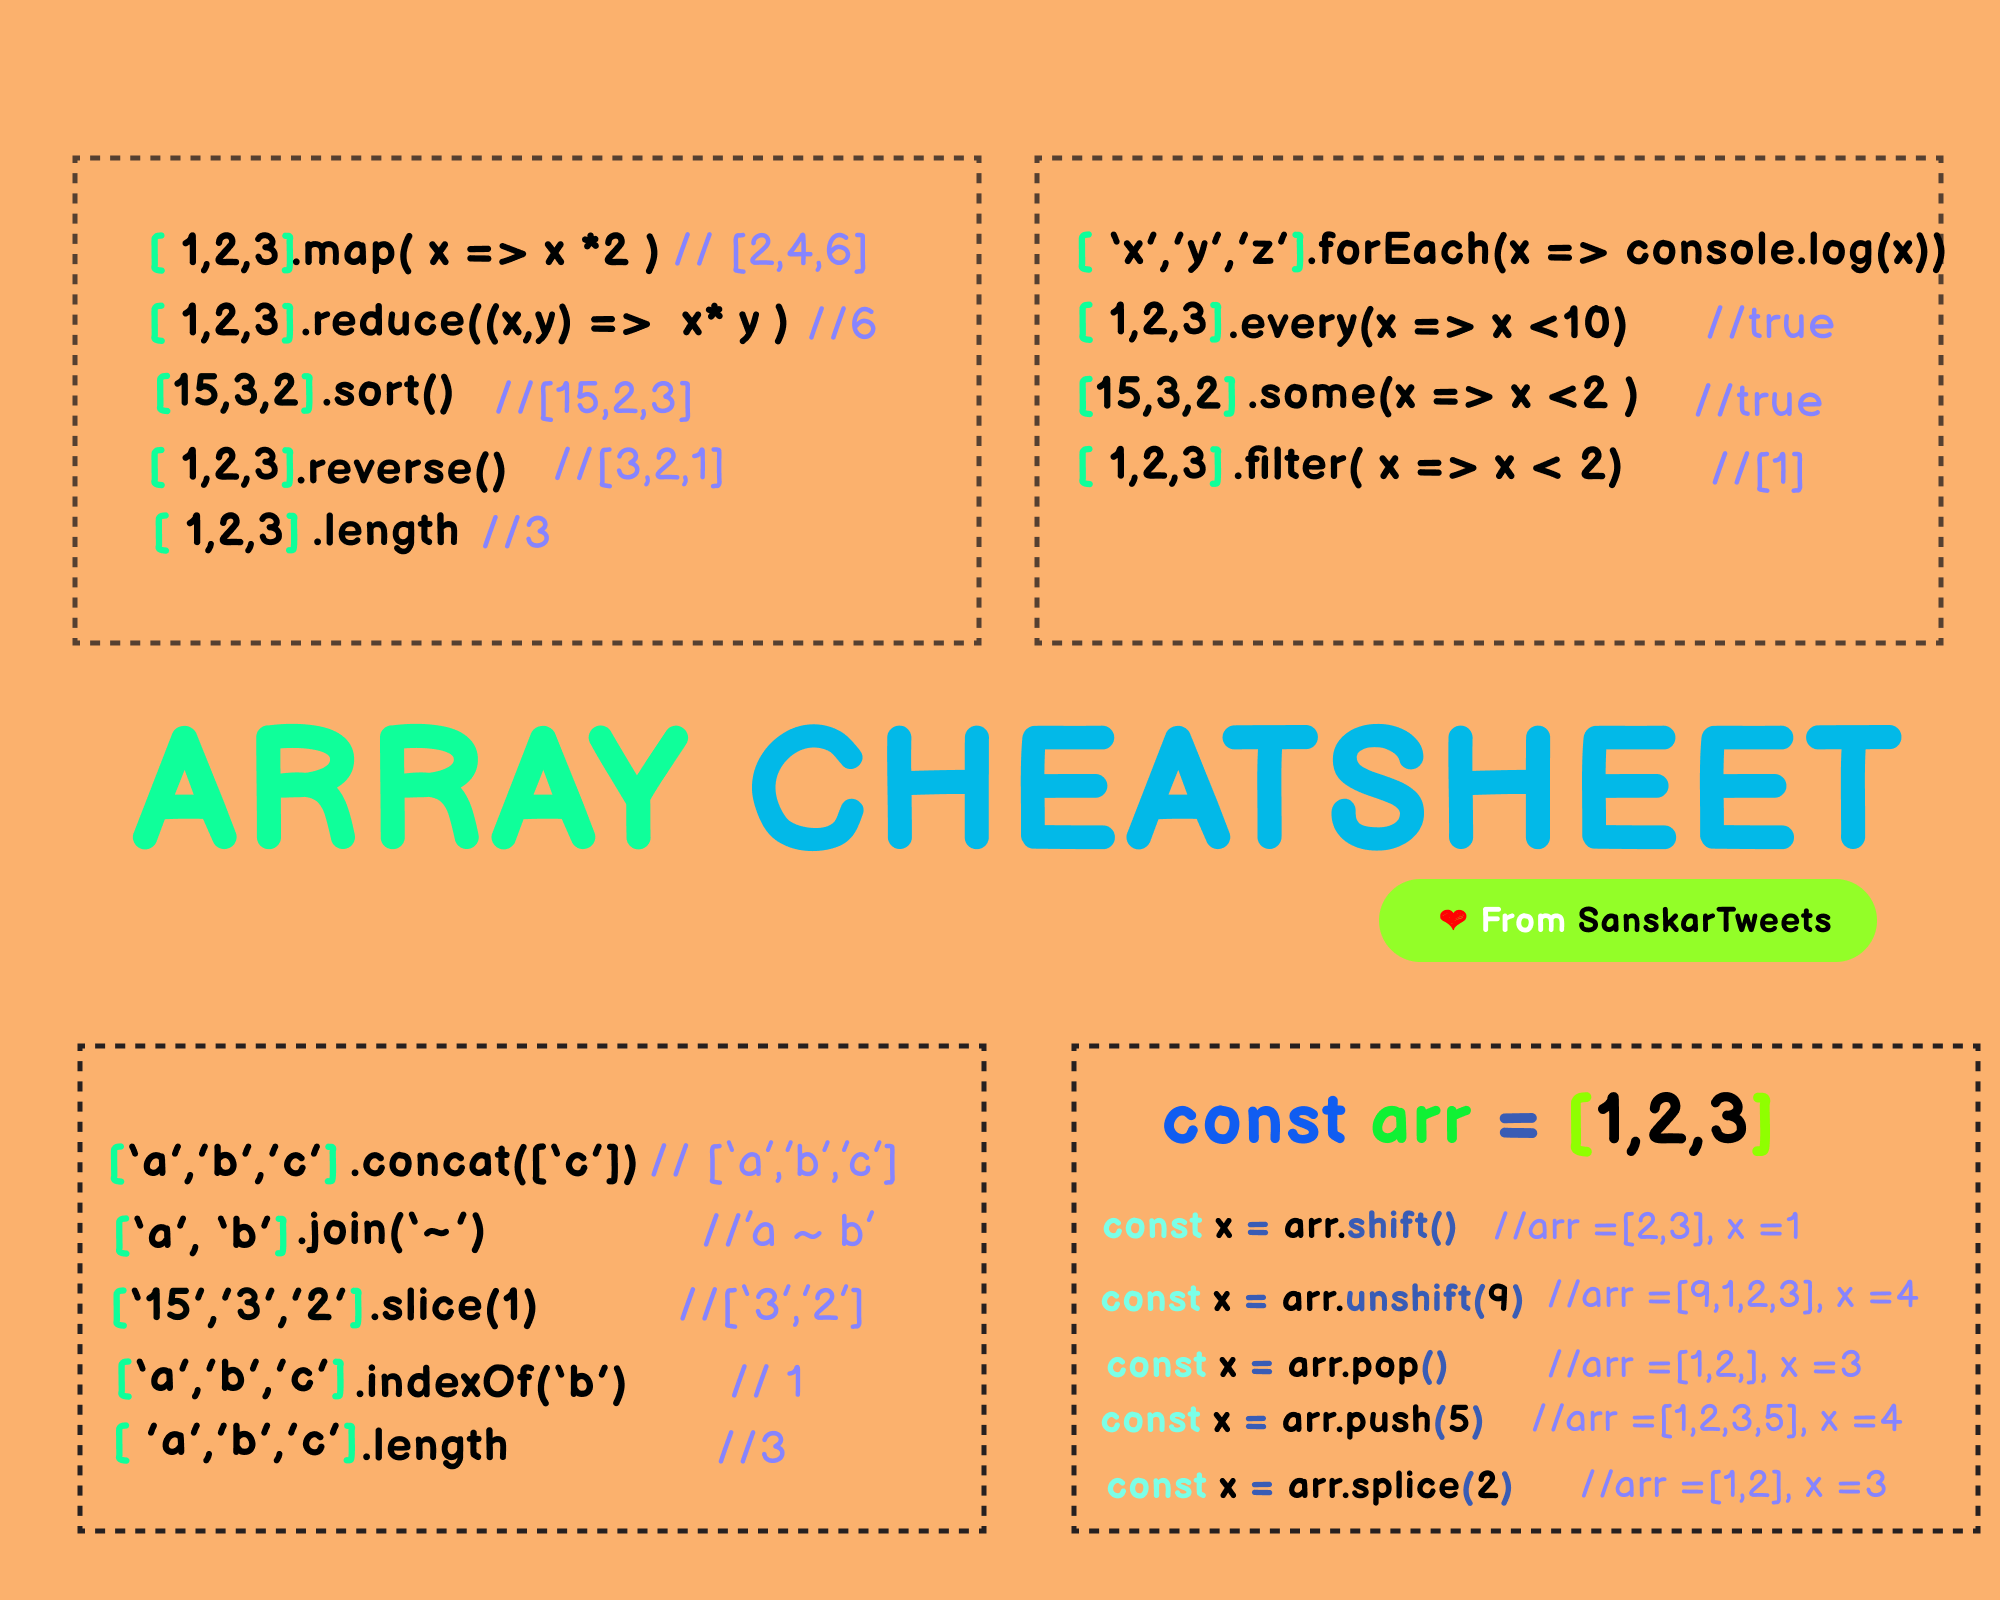 [ 1,2,3].map( x => x *2 ) // [2,4,6]
[ 1,2,3].reduce((x,y) => x* y ) //6
[15,3,2].sort() //[15,2,3]
[ 1,2,3].reverse() //[3,2,1]
[ 1,2,3] .length //3
[ ‘x’,’y’,’z’].forEach(x => console.log(x))
[ 1,2,3].every(x => x <10) //true
[15,3,2] .some(x => x <2 ) //true
[ 1,2,3] .filter( x => x < 2) //[1]
ARRAY CHEATSHEET
❤ From SanskarTweets
[‘a’,’b’,’c’] .concat([‘c’]) // [‘a’,’b’,’c’]
[‘a’, ‘b’] .join(‘~’) //’a ~ b’
[‘15’,’3’,’2’].slice(1) //[‘3’,’2’]
[‘a’,’b’,’c’] .indexOf(‘b’) // 1
[ ’a’,’b’,’c’].length //3
const arr = [1,2,3]
const x = arr.shift() //arr =[2,3], x =1
const x = arr.unshift(9) //arr =[9,1,2,3], x =4
const x = arr.pop() //arr =[1,2,], x =3
const x = arr.push(5) //arr =[1,2,3,5], x =4
const x = arr.splice(2) //arr =[1,2], x =3